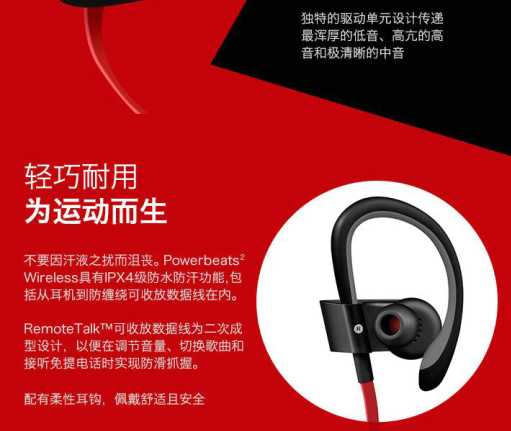 独特的驱动单元设计传递
最浑厚的低音、高亢的高
音和极清晰的中音
轻巧耐用
为运动而生
不要因汗液之扰而沮丧。Powerbeats²
Wireless具有IPX4级防水防汗功能,包
括从耳机到防缠绕可收放数据线在内。
RemoteTalk™可收放数据线为二次成
型设计，以便在调节音量、切换歌曲和
接听免提电话时实现防滑抓握。
配有柔性耳钩，佩戴舒适且安全